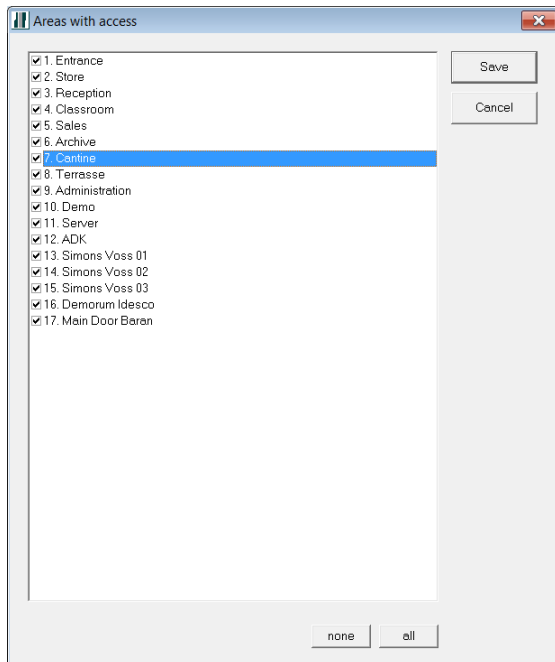 Areas with access
1. Entrance
2. Store
3. Reception
4. Classroom
5. Sales
6. Archive
7. Cantine
8. Terrasse
9. Administration
10. Demo
11. Server
12. ADK
13. Simons Voss 01
14. Simons Voss 02
15. Simons Voss 03
16. Demorum Idesco
17. Main Door Baran
Save
Cancel
none all